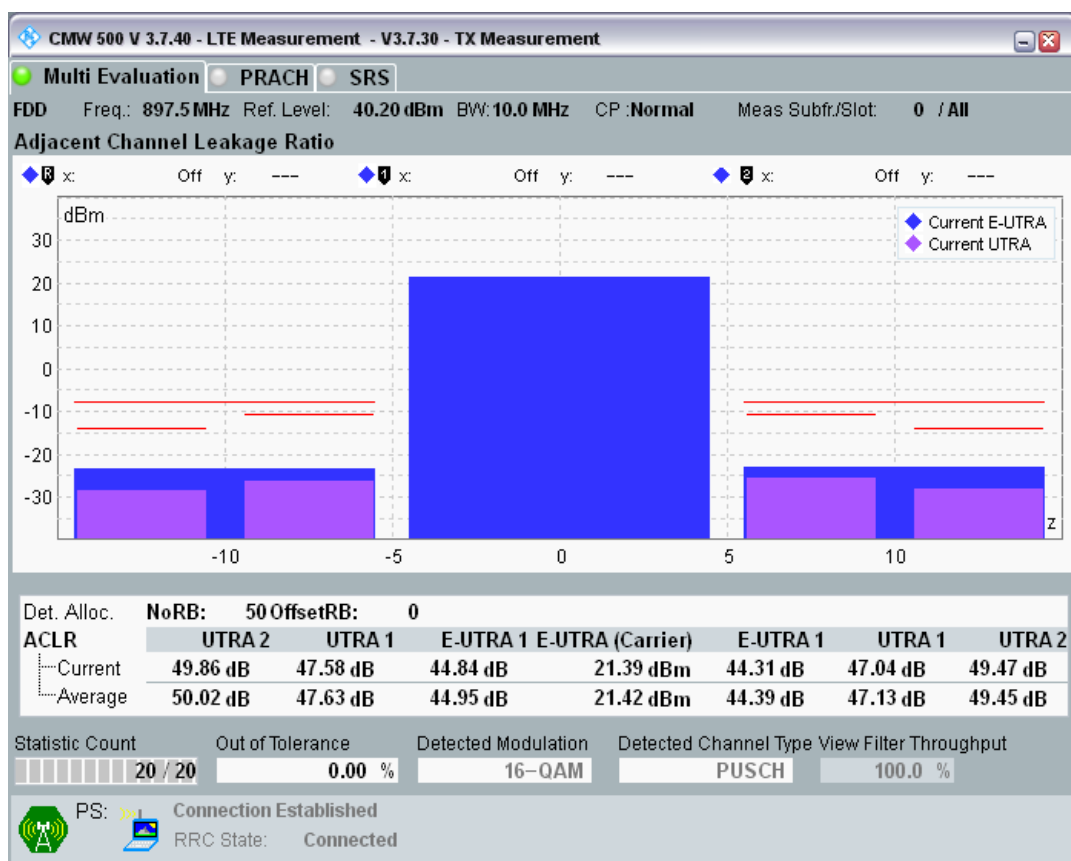 CMW 500 V 3.7.40 - LTE Measurement - V3.7.30 - TX Measurement
Multi Evaluation PRACH SRS
FDD Freq.: 897.5 MHz Ref. Level: 40.20 dBm BW: 10.0 MHz CP :Normal Meas Subfr./Slot: 0 / All
Adjacent Channel Leakage Ratio
R x: Off y: --- 1 x: Off y: --- 2 x: Off y: ---
dBm
Current E-UTRA
Current UTRA
30
20
10
0
-10
-20
-30
z
-10 -5 0 5 10
Det. Alloc. NoRB: 50 OffsetRB: 0
ACLR UTRA 2 UTRA 1 E-UTRA 1 E-UTRA (Carrier) E-UTRA 1 UTRA 1 UTRA 2
Current 49.86 dB 47.58 dB 44.84 dB 21.39 dBm 44.31 dB 47.04 dB 49.47 dB
Average 50.02 dB 47.63 dB 44.95 dB 21.42 dBm 44.39 dB 47.13 dB 49.45 dB
Statistic Count Out of Tolerance Detected Modulation Detected Channel Type View Filter Throughput
20 / 20 0.00 % 16-QAM PUSCH 100.0 %
PS: Connection Established
RRC State: Connected